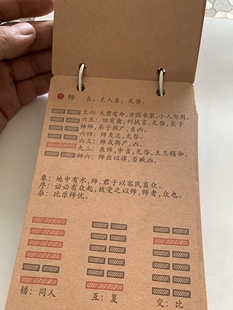 师 贞，丈人吉，无咎。
上六：大君有命，开国承家，小人勿用。
六五：田有禽，利执言，无咎。长子
帅师，弟子舆尸，贞凶。
六四：师左次，无咎。
六三：师或舆尸，凶。
九二：在师，中吉，无咎，王三锡命。
初六：师出以律，否臧凶。
象：地中有水，师，君子以容民畜众。
序：讼必有众起，故受之以师，师者，众也。
杂：比乐师忧。
错：同人
互：复
交：比